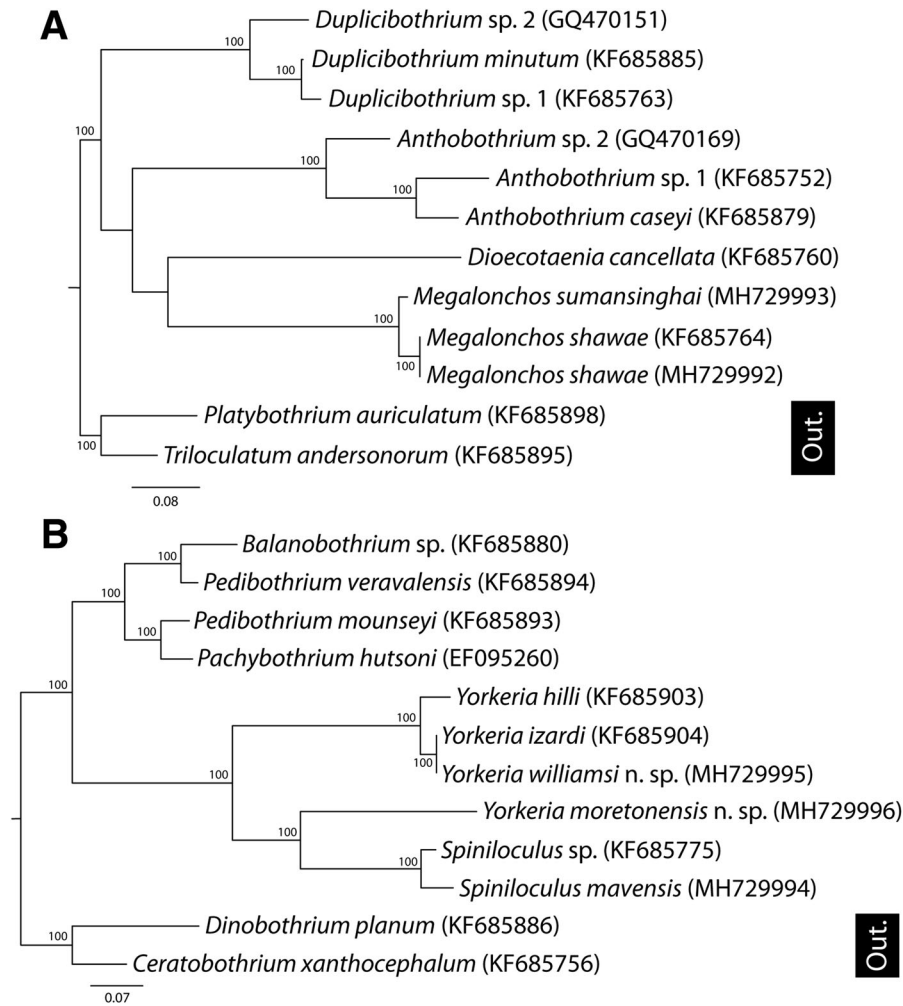 A
Duplicibothrium sp. 2 (GQ470151)
100
Duplicibothrium minutum (KF685885)
100
Duplicibothrium sp. 1 (KF685763)
100
Anthobothrium sp. 2 (GQ470169)
100
Anthobothrium sp. 1 (KF685752)
100
Anthobothrium caseyi (KF685879)
Dioecotaenia cancellata (KF685760)
Megalonchos sumansinghai (MH729993)
100
Megalonchos shawae (KF685764)
100
Megalonchos shawae (MH729992)
Platybothrium auriculatum (KF685898)
100
Triloculatum andersonorum (KF685895)
Out.
0.08
B
Balanobothrium sp. (KF685880)
100
Pedibothrium veravalensis (KF685894)
100
Pedibothrium mounseyi (KF685893)
100
Pachybothrium hutsoni (EF095260)
100
Yorkeria hilli (KF685903)
100
Yorkeria izardi (KF685904)
100
Yorkeria williamsi n. sp. (MH729995)
100
Yorkeria moretonensis n. sp. (MH729996)
100
Spiniloculus sp. (KF685775)
100
Spiniloculus mavensis (MH729994)
Dinobothrium planum (KF685886)
100
Ceratobothrium xanthocephalum (KF685756)
Out.
0.07